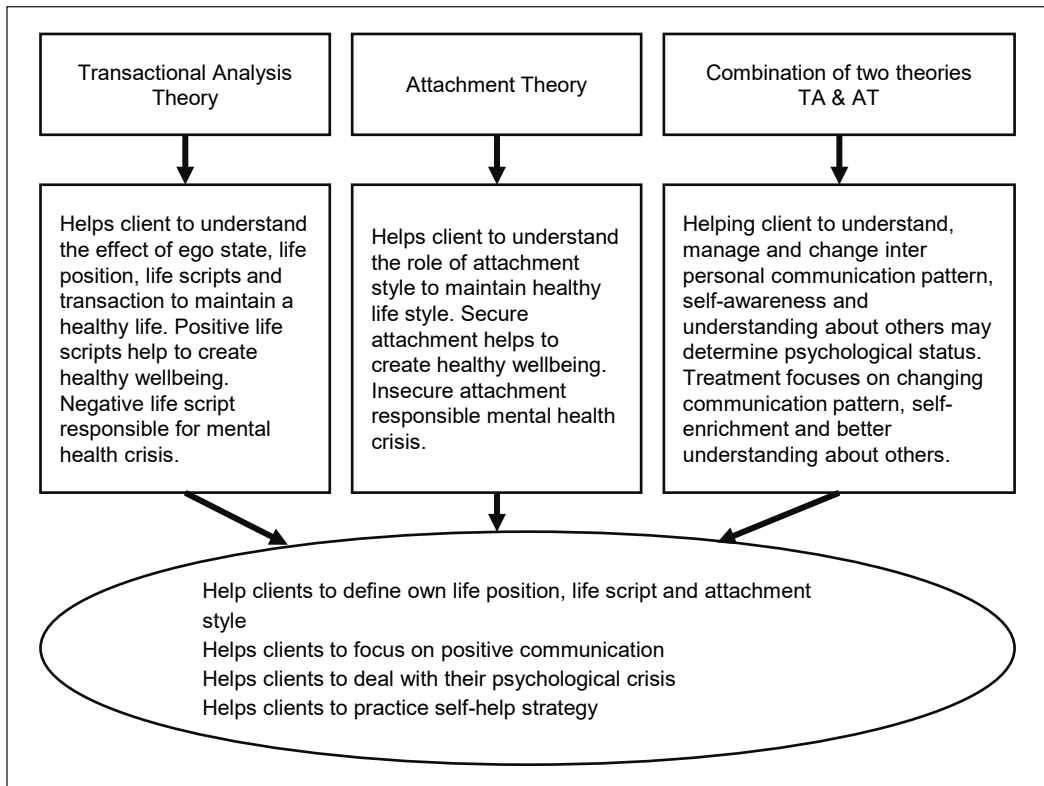 Transactional Analysis
Theory
Attachment Theory
Combination of two theories
TA & AT
Helps client to understand
the effect of ego state, life
position, life scripts and
transaction to maintain a
healthy life. Positive life
scripts help to create
healthy wellbeing.
Negative life script
responsible for mental
health crisis.
Helps client to understand
the role of attachment
style to maintain healthy
life style. Secure
attachment helps to
create healthy wellbeing.
Insecure attachment
responsible mental health
crisis.
Helping client to understand,
manage and change inter
personal communication pattern,
self-awareness and
understanding about others may
determine psychological status.
Treatment focuses on changing
communication pattern, self-
enrichment and better
understanding about others.
Help clients to define own life position, life script and attachment
style
Helps clients to focus on positive communication
Helps clients to deal with their psychological crisis
Helps clients to practice self-help strategy